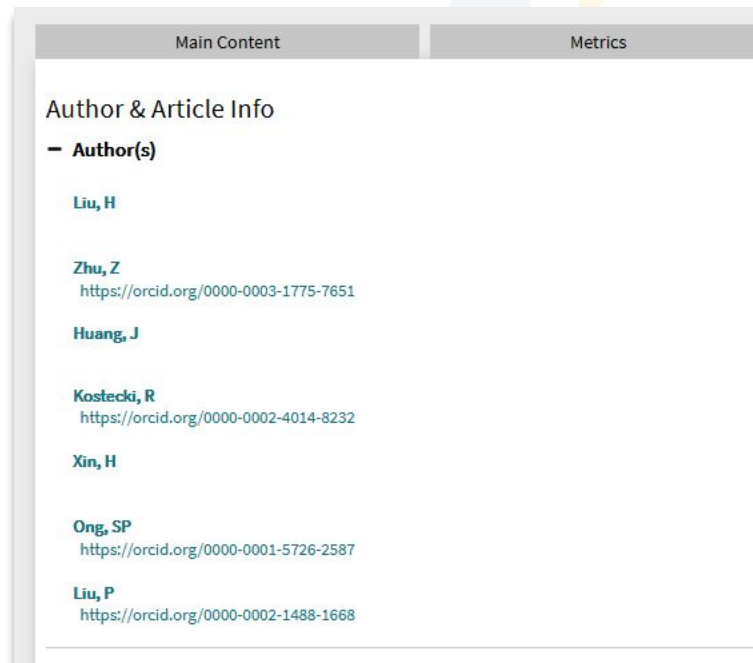 Main Content
Metrics
Author & Article Info
− Author(s)
Liu, H
Zhu, Z
https://orcid.org/0000-0003-1775-7651
Huang, J
Kostecki, R
https://orcid.org/0000-0002-4014-8232
Xin, H
Ong, SP
https://orcid.org/0000-0001-5726-2587
Liu, P
https://orcid.org/0000-0002-1488-1668